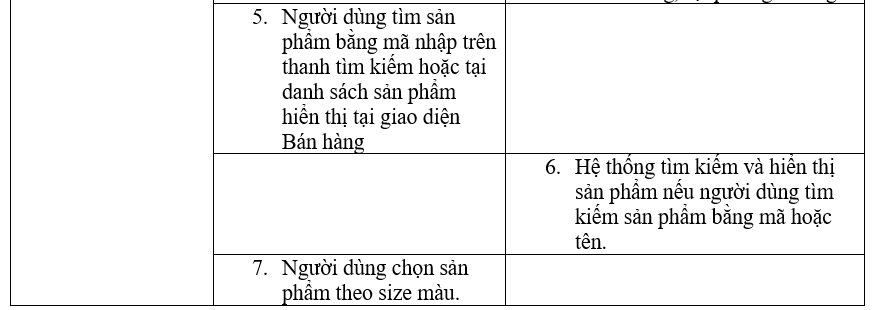 5. Người dùng tìm sản
phẩm bằng mã nhập trên
thanh tìm kiếm hoặc tại
danh sách sản phẩm
hiển thị tại giao diện
Bán hàng
6. Hệ thống tìm kiếm và hiển thị
sản phẩm nếu người dùng tìm
kiếm sản phẩm bằng mã hoặc
tên.
7. Người dùng chọn sản
phẩm theo size màu.